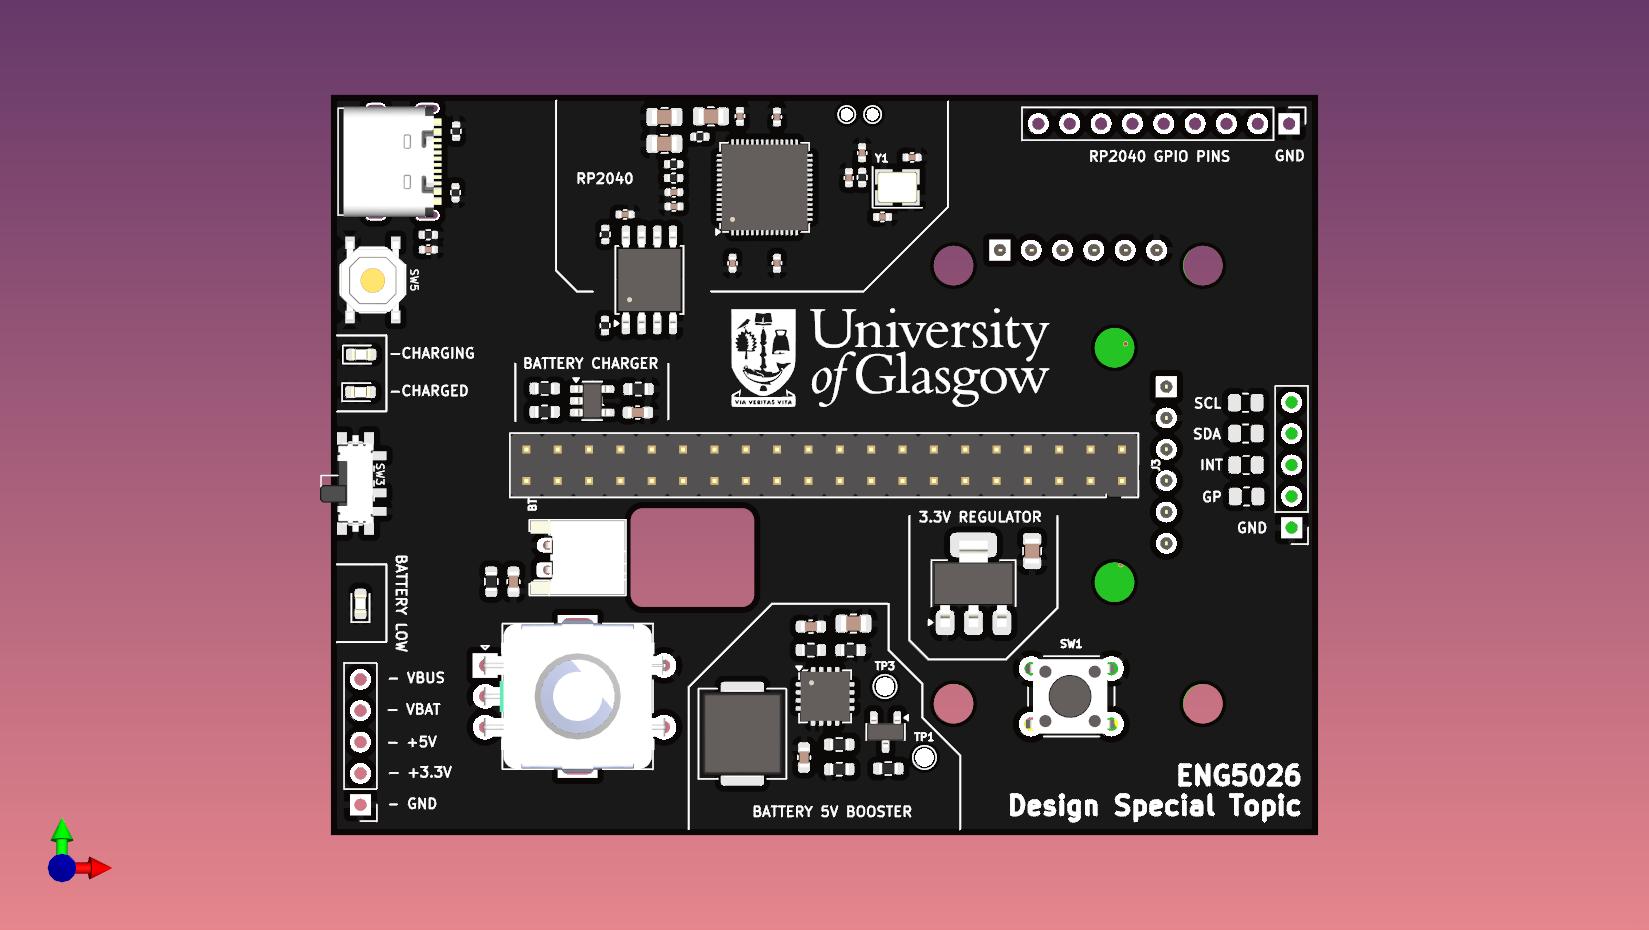 RP2040 GPIO PINS
GND
Y1
RP2040
SW5
University
of Glasgow
VIA VERITAS VITA
-CHARGING
BATTERY CHARGER
-CHARGED
SCL
SDA
INT
GP
GND
J3
SW3
BT
3.3V REGULATOR
BATTERY LOW
SW1
TP3
TP1
- VBUS
- VBAT
- +5V
- +3.3V
- GND
BATTERY 5V BOOSTER
ENG5026
Design Special Topic